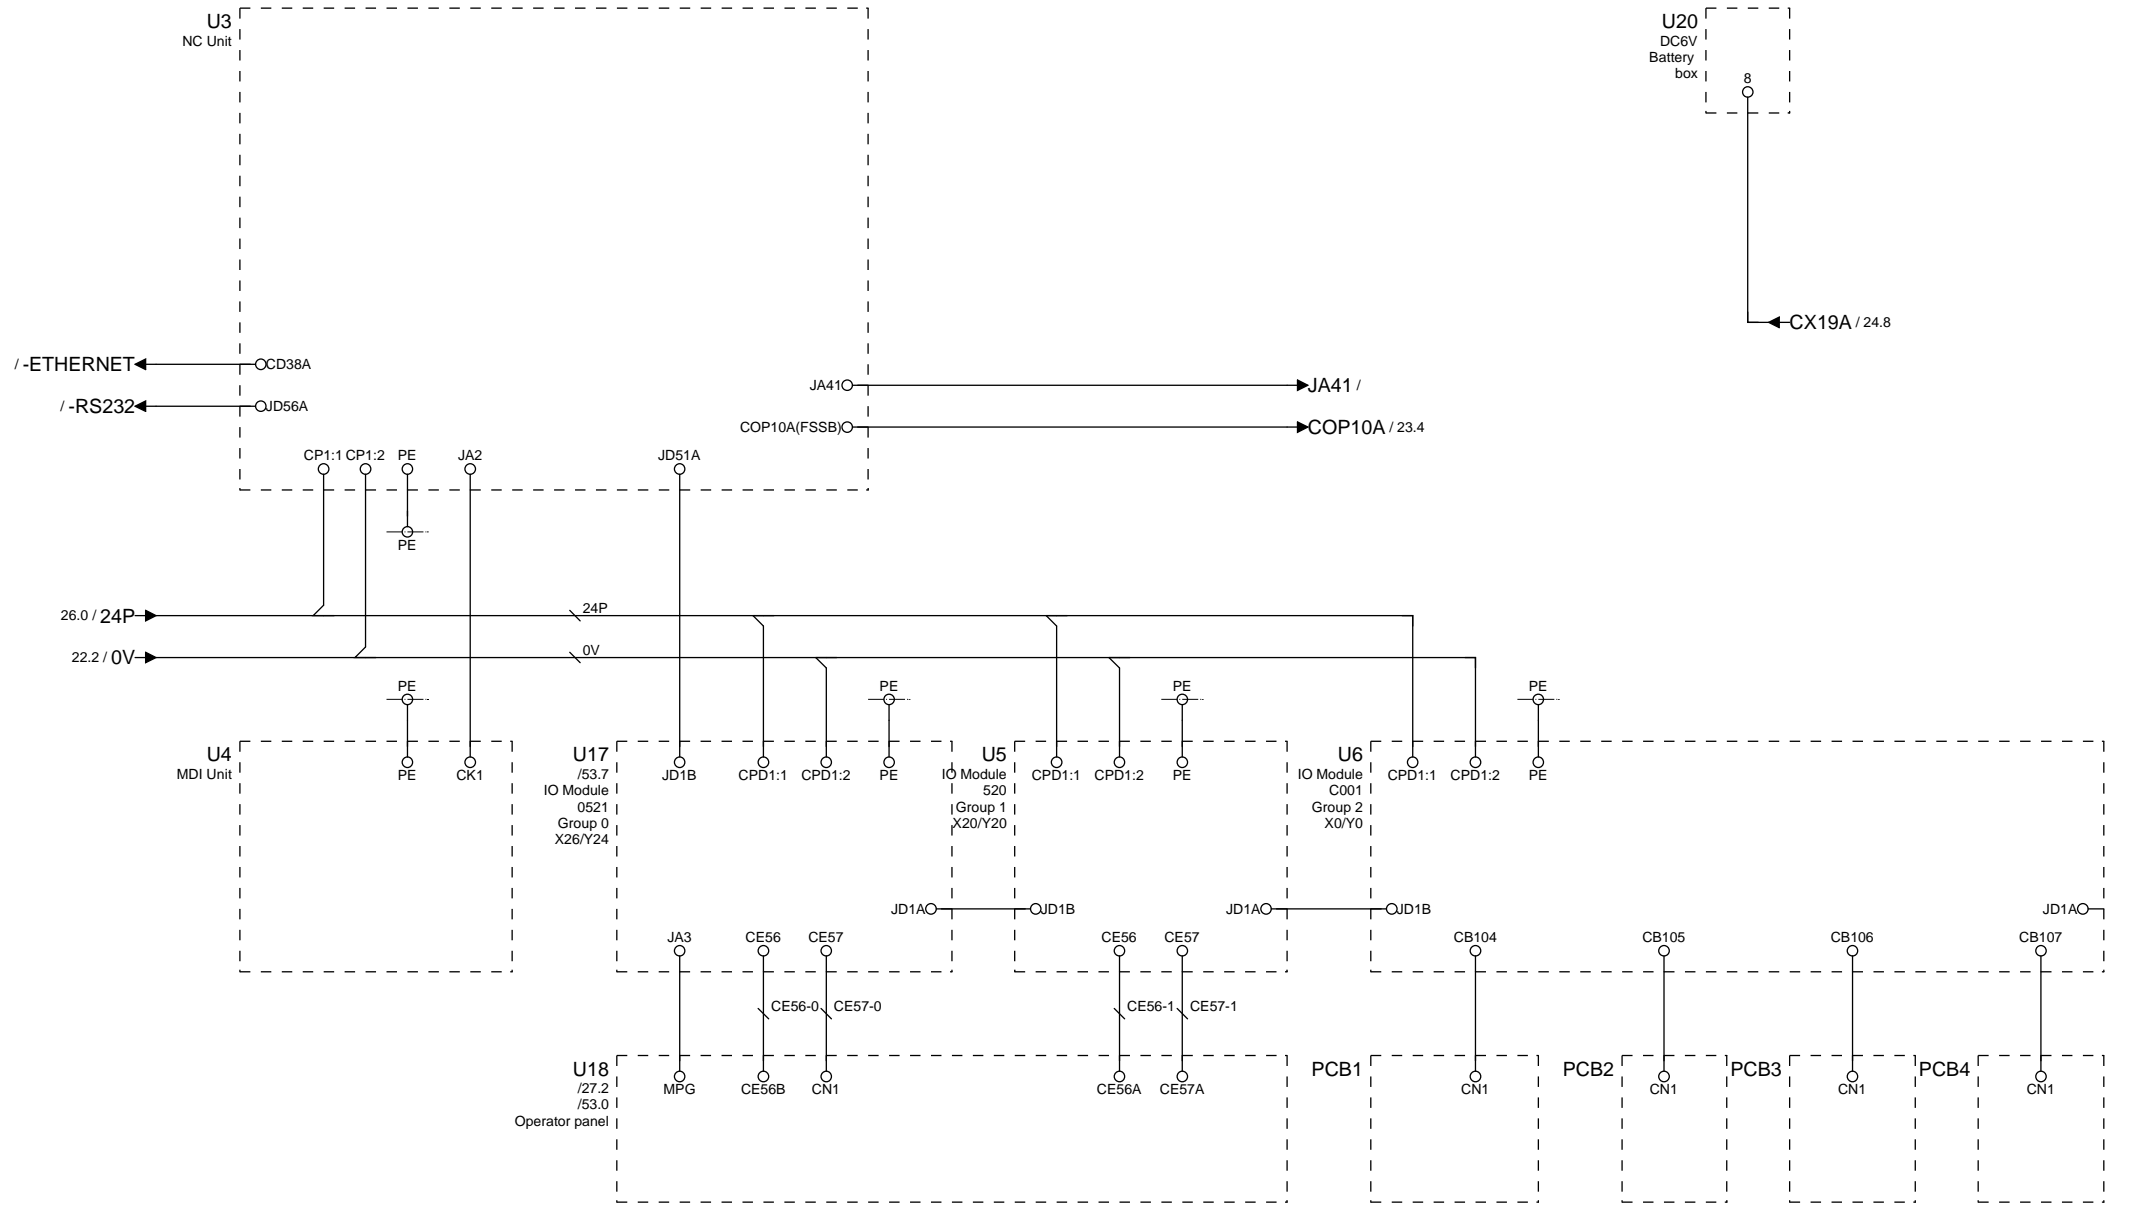 U3
NC Unit
U20
DC6V
Battery
box
8
CX19A / 24.8
/ -ETHERNET
CD38A
/ -RS232
JD56A
JA41
JA41 /
COP10A(FSSB)
COP10A / 23.4
CP1:1 CP1:2 PE JA2 JD51A
PE
26.0 / 24P
24P
22.2 / 0V
0V
PE PE PE PE
U4
MDI Unit
PE CK1
U17
/53.7
IO Module
0521
Group 0
X26/Y24
JD1B CPD1:1 CPD1:2 PE
U5
IO Module
520
Group 1
X20/Y20
CPD1:1 CPD1:2 PE
U6
IO Module
C001
Group 2
X0/Y0
CPD1:1 CPD1:2 PE
JD1A JD1B JD1A JD1B JD1A
JA3 CE56 CE57 CE56 CE57 CB104 CB105 CB106 CB107
CE56-0 CE57-0 CE56-1 CE57-1
U18
/27.2
/53.0
Operator panel
MPG CE56B CN1 CE56A CE57A
PCB1
CN1
PCB2
CN1
PCB3
CN1
PCB4
CN1